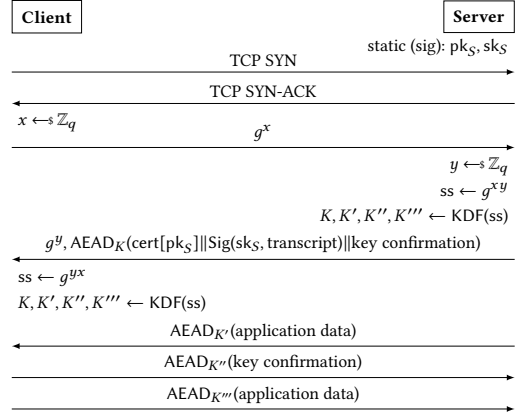 Client Server
static (sig): pk_S, sk_S
TCP SYN
TCP SYN-ACK
x ←$ ℤ_q
g^x
y ←$ ℤ_q
ss ← g^{xy}
K, K′, K″, K‴ ← KDF(ss)
g^y, AEAD_K(cert[pk_S]‖Sig(sk_S, transcript)‖key confirmation)
ss ← g^{yx}
K, K′, K″, K‴ ← KDF(ss)
AEAD_{K′}(application data)
AEAD_{K″}(key confirmation)
AEAD_{K‴}(application data)